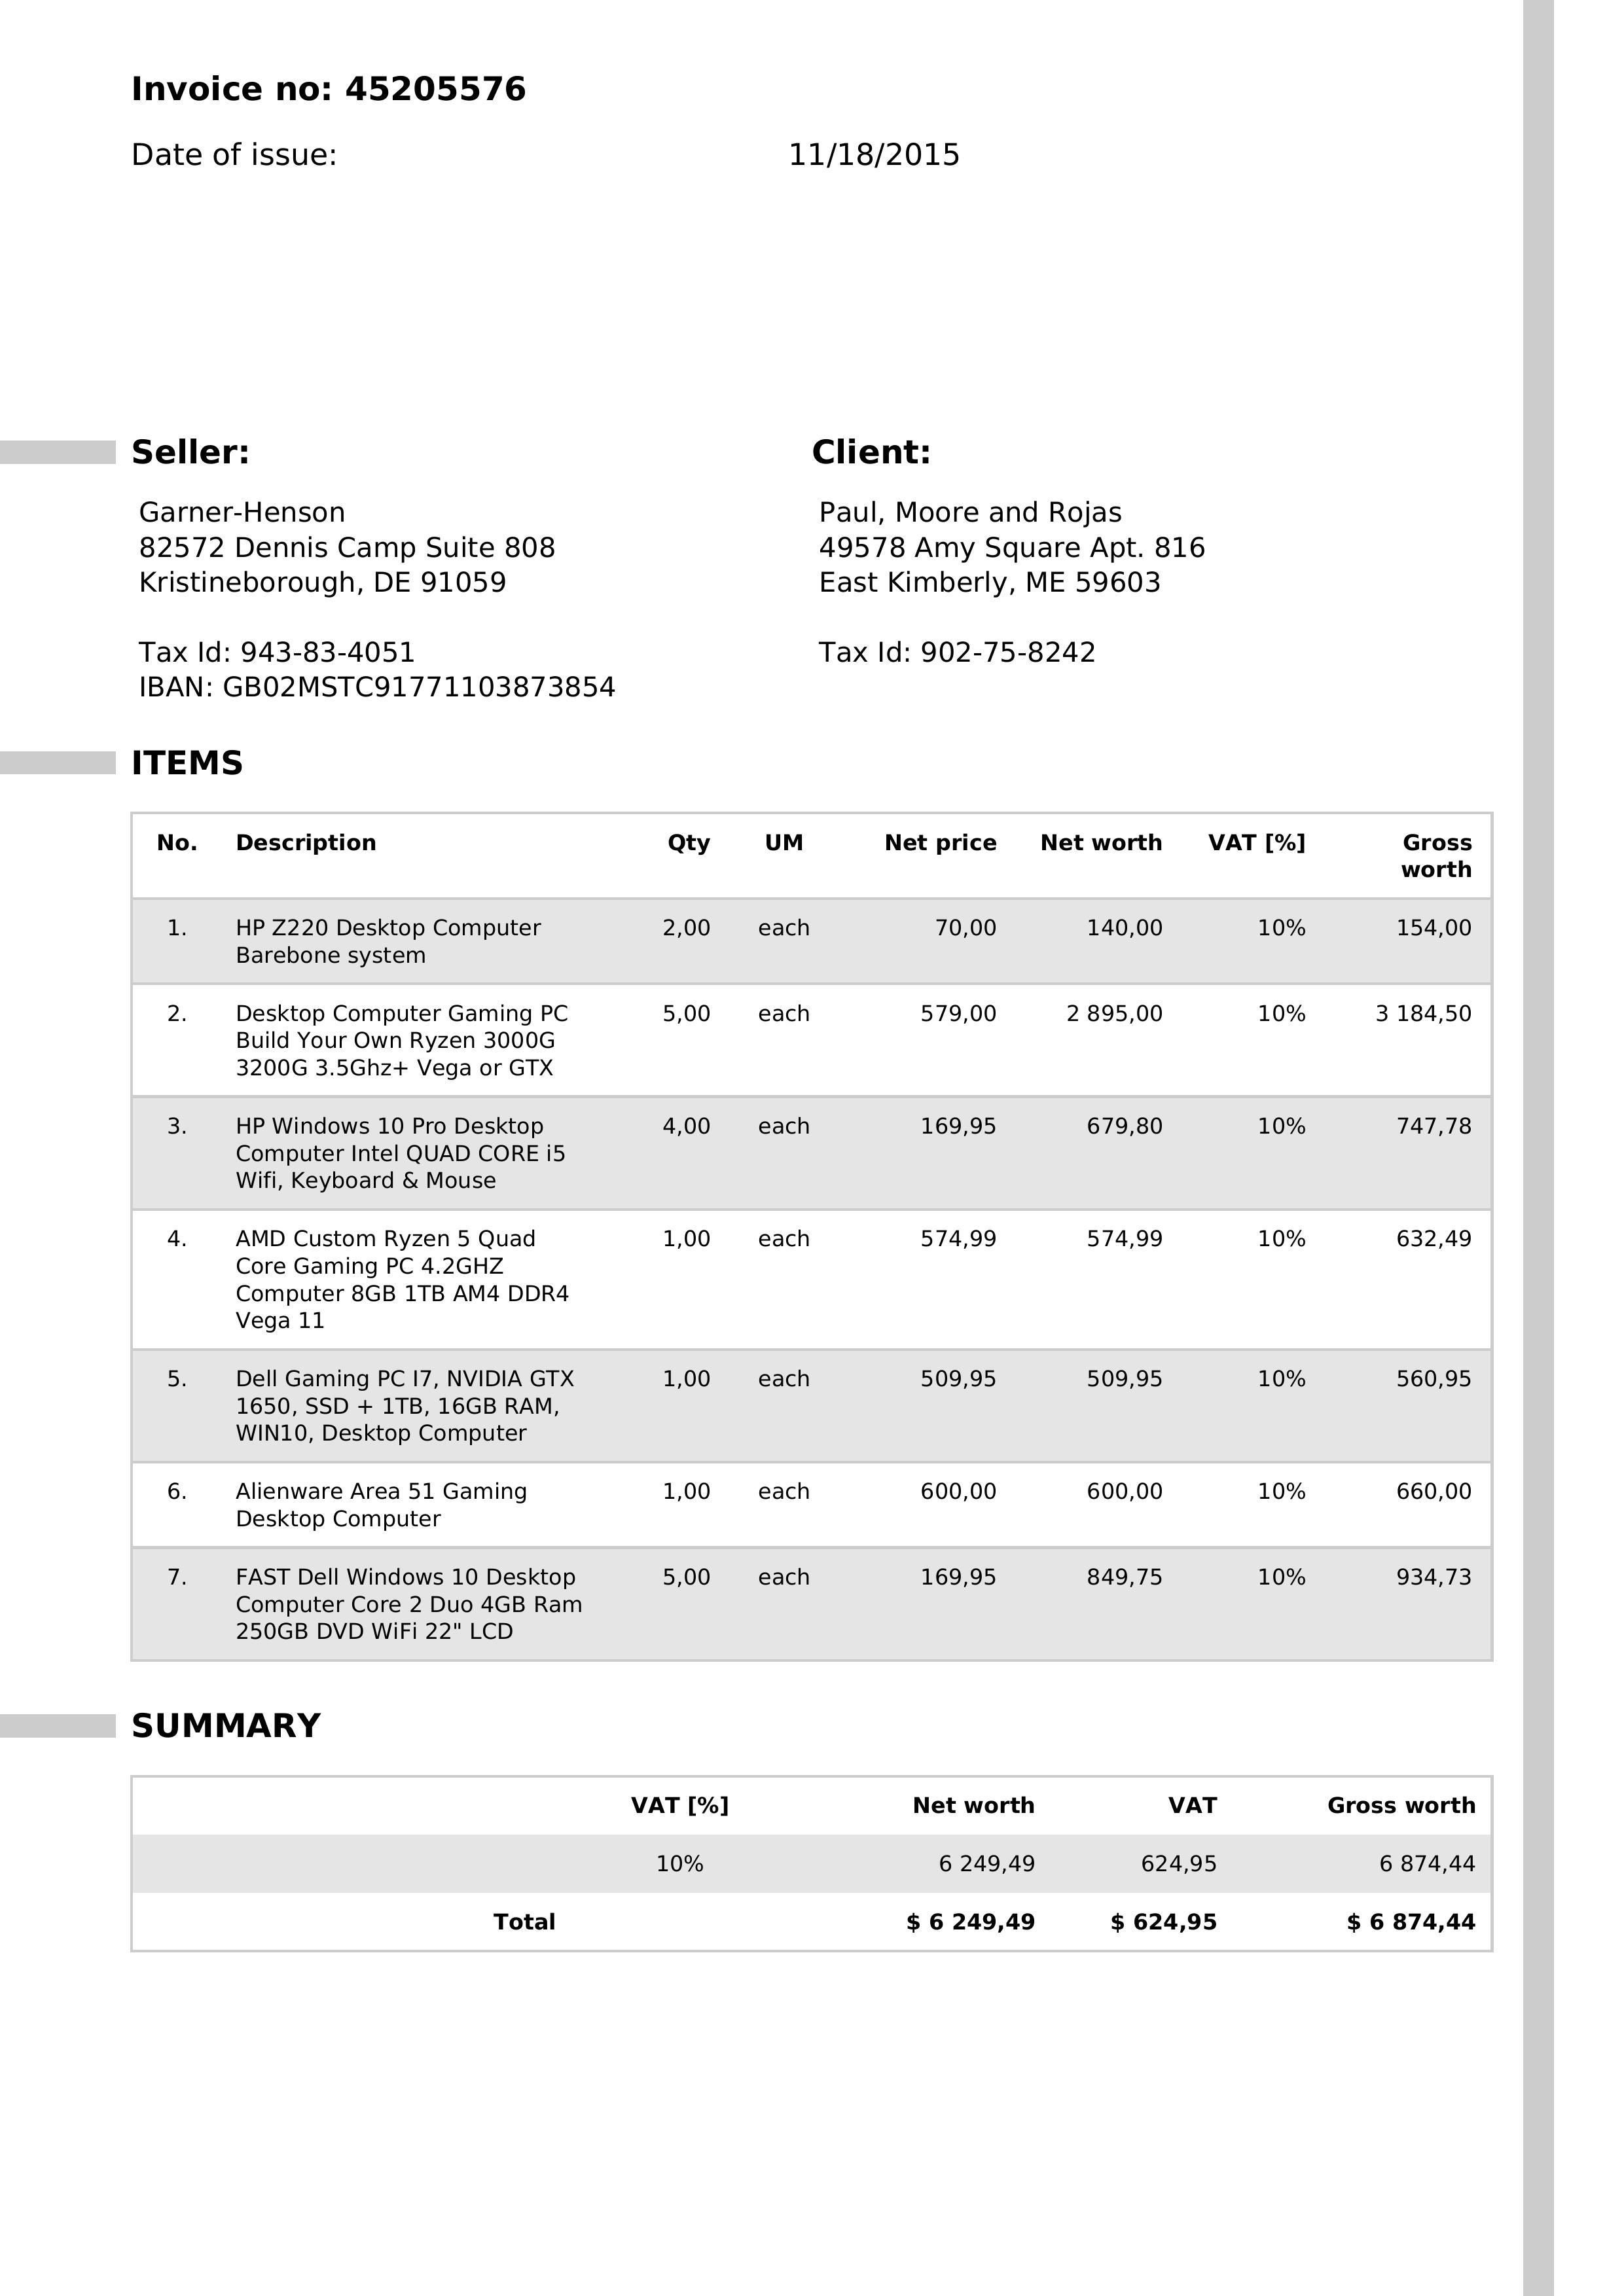 Invoice no: 45205576
Date of issue: 11/18/2015
Seller:
Garner-Henson
82572 Dennis Camp Suite 808
Kristineborough, DE 91059
Tax Id: 943-83-4051
IBAN: GB02MSTC91771103873854
Client:
Paul, Moore and Rojas
49578 Amy Square Apt. 816
East Kimberly, ME 59603
Tax Id: 902-75-8242
ITEMS
No. Description Qty UM Net price Net worth VAT [%] Gross
worth
1. HP Z220 Desktop Computer 2,00 each 70,00 140,00 10% 154,00
Barebone system
2. Desktop Computer Gaming PC 5,00 each 579,00 2 895,00 10% 3 184,50
Build Your Own Ryzen 3000G
3200G 3.5Ghz+ Vega or GTX
3. HP Windows 10 Pro Desktop 4,00 each 169,95 679,80 10% 747,78
Computer Intel QUAD CORE i5
Wifi, Keyboard & Mouse
4. AMD Custom Ryzen 5 Quad 1,00 each 574,99 574,99 10% 632,49
Core Gaming PC 4.2GHZ
Computer 8GB 1TB AM4 DDR4
Vega 11
5. Dell Gaming PC I7, NVIDIA GTX 1,00 each 509,95 509,95 10% 560,95
1650, SSD + 1TB, 16GB RAM,
WIN10, Desktop Computer
6. Alienware Area 51 Gaming 1,00 each 600,00 600,00 10% 660,00
Desktop Computer
7. FAST Dell Windows 10 Desktop 5,00 each 169,95 849,75 10% 934,73
Computer Core 2 Duo 4GB Ram
250GB DVD WiFi 22" LCD
SUMMARY
VAT [%] Net worth VAT Gross worth
10% 6 249,49 624,95 6 874,44
Total $ 6 249,49 $ 624,95 $ 6 874,44